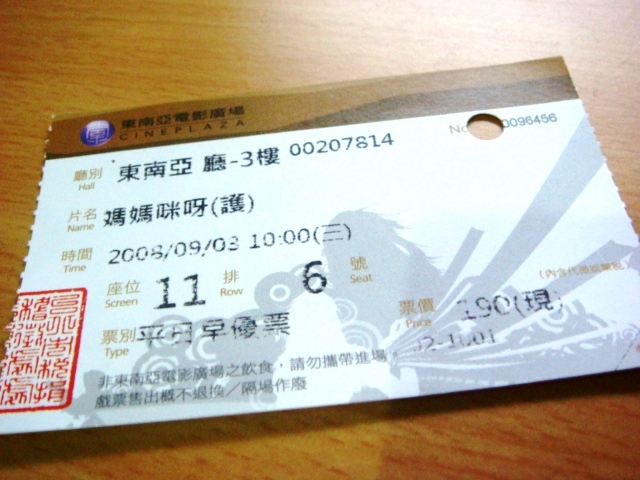 東南亞電影廣場
CINEPLAZA
No 0096456
廳別 東南亞 廳-3樓 00207814
Hall
片名 媽媽咪呀(護)
Name
時間 2008/09/03 10:00(三)
Time
座位 11 排 6 號
Screen Row Seat
(內含代徵娛樂稅)
票別 平日早優票 票價 190(現)
Type Price
非東南亞電影廣場之飲食，請勿攜帶進場。
戲票售出概不退換／隔場作廢